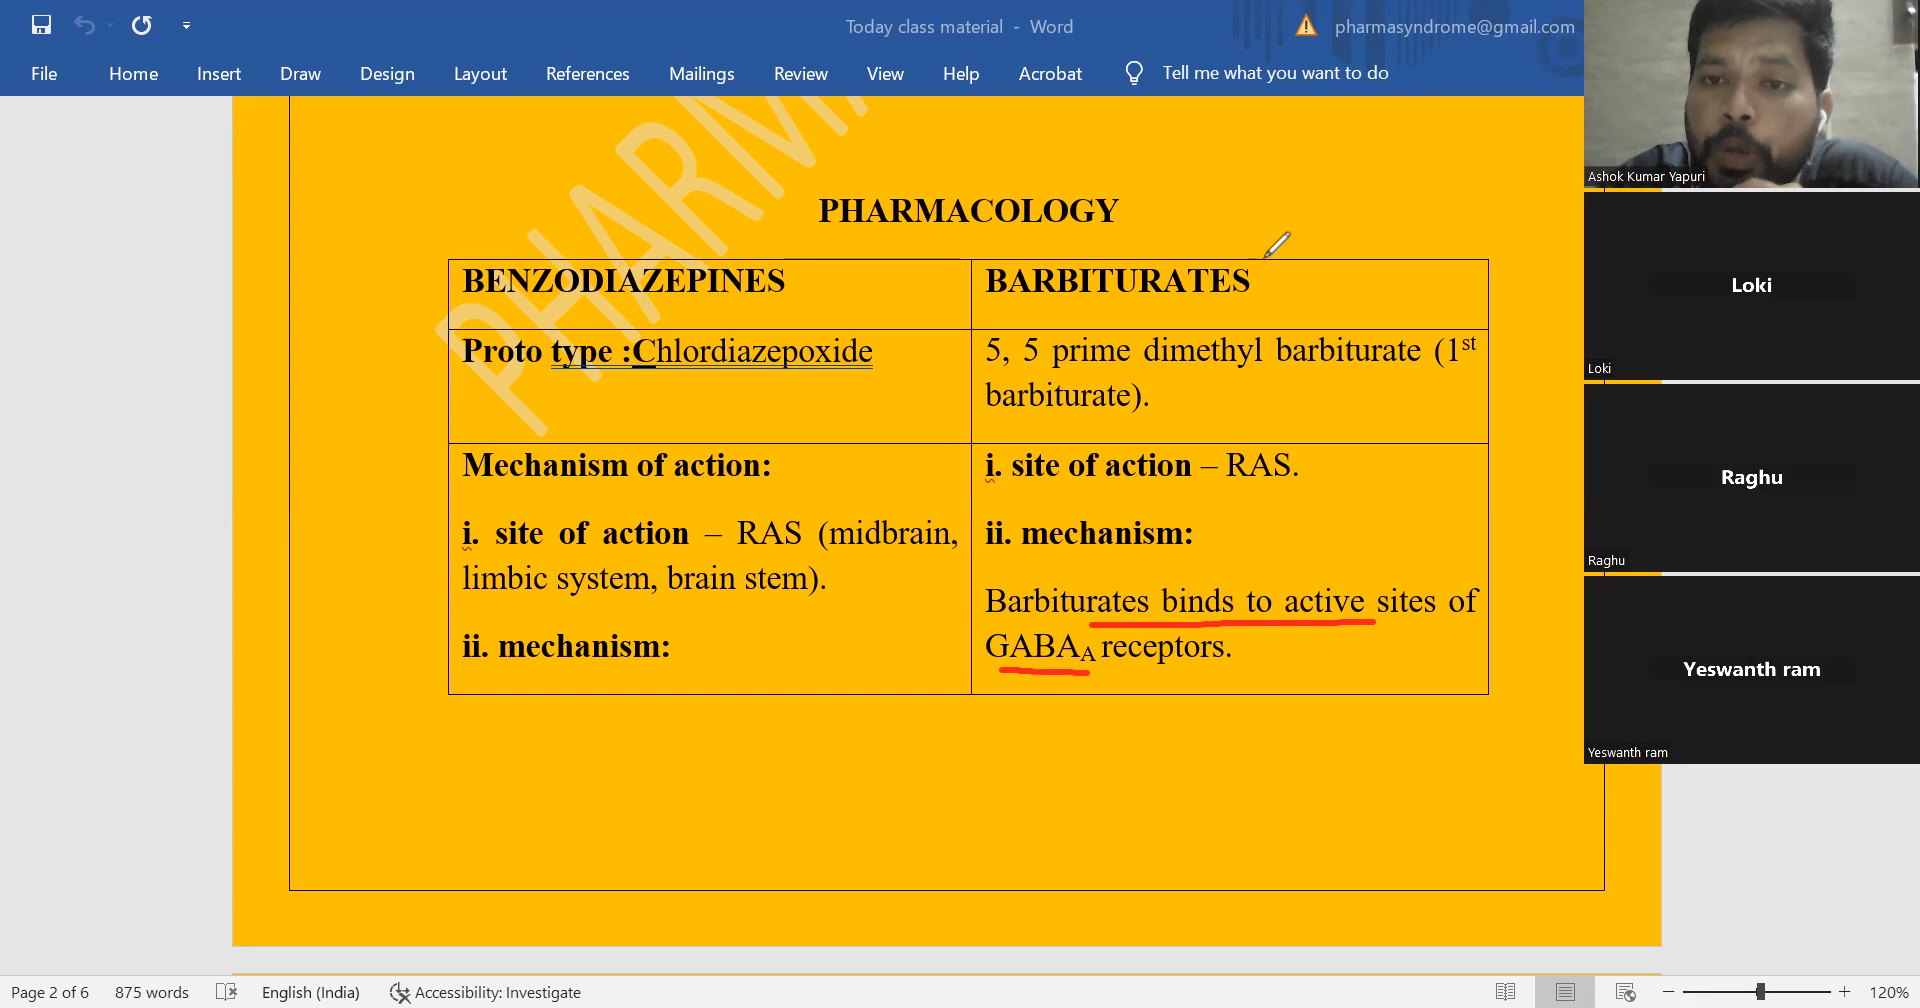 Today class material - Word
pharmasyndrome@gmail.com
File Home Insert Draw Design Layout References Mailings Review View Help Acrobat Tell me what you want to do
PHARMA
PHARMACOLOGY
BENZODIAZEPINES
BARBITURATES
Proto type :Chlordiazepoxide
5, 5 prime dimethyl barbiturate (1st
barbiturate).
Mechanism of action:
i. site of action – RAS (midbrain,
limbic system, brain stem).
ii. mechanism:
i. site of action – RAS.
ii. mechanism:
Barbiturates binds to active sites of
GABAA receptors.
Ashok Kumar Yapuri
Loki
Loki
Raghu
Raghu
Yeswanth ram
Yeswanth ram
Page 2 of 6 875 words English (India) Accessibility: Investigate 120%